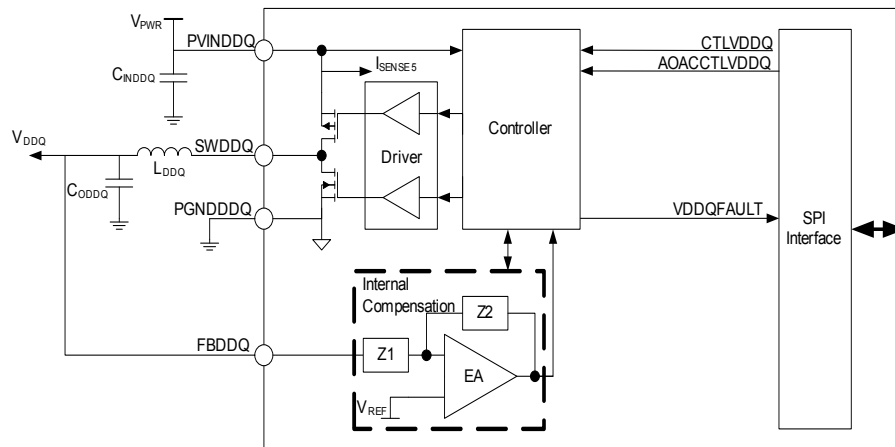 VPWR
PVINDDQ
CINDDQ
ISENSE5
CTLVDDQ
AOACCTLVDDQ
Controller
VDDQ
SWDDQ
LDDQ
CODDQ
Driver
PGNDDDQ
VDDQFAULT
SPI
Interface
Internal
Compensation
Z2
FBDDQ
Z1
EA
VREF